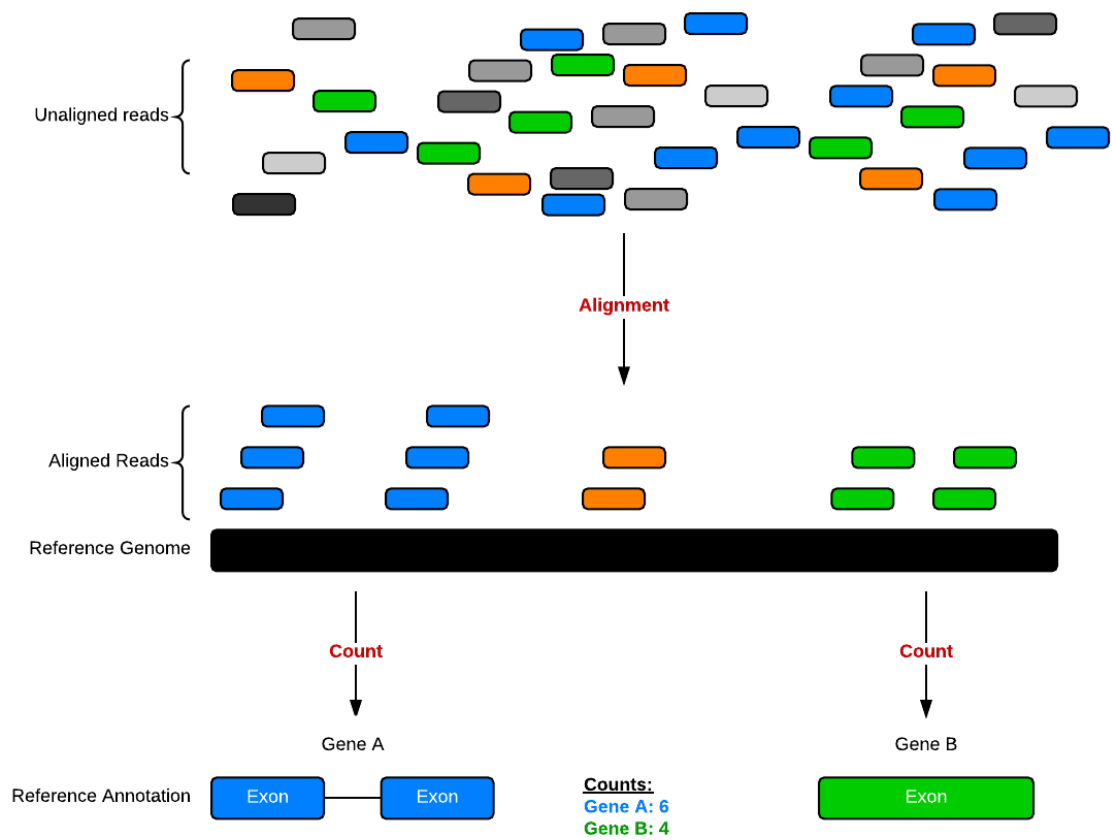 Unaligned reads
Alignment
Aligned Reads
Reference Genome
Count
Count
Gene A
Gene B
Reference Annotation
Exon
Exon
Exon
Counts:
Gene A: 6
Gene B: 4